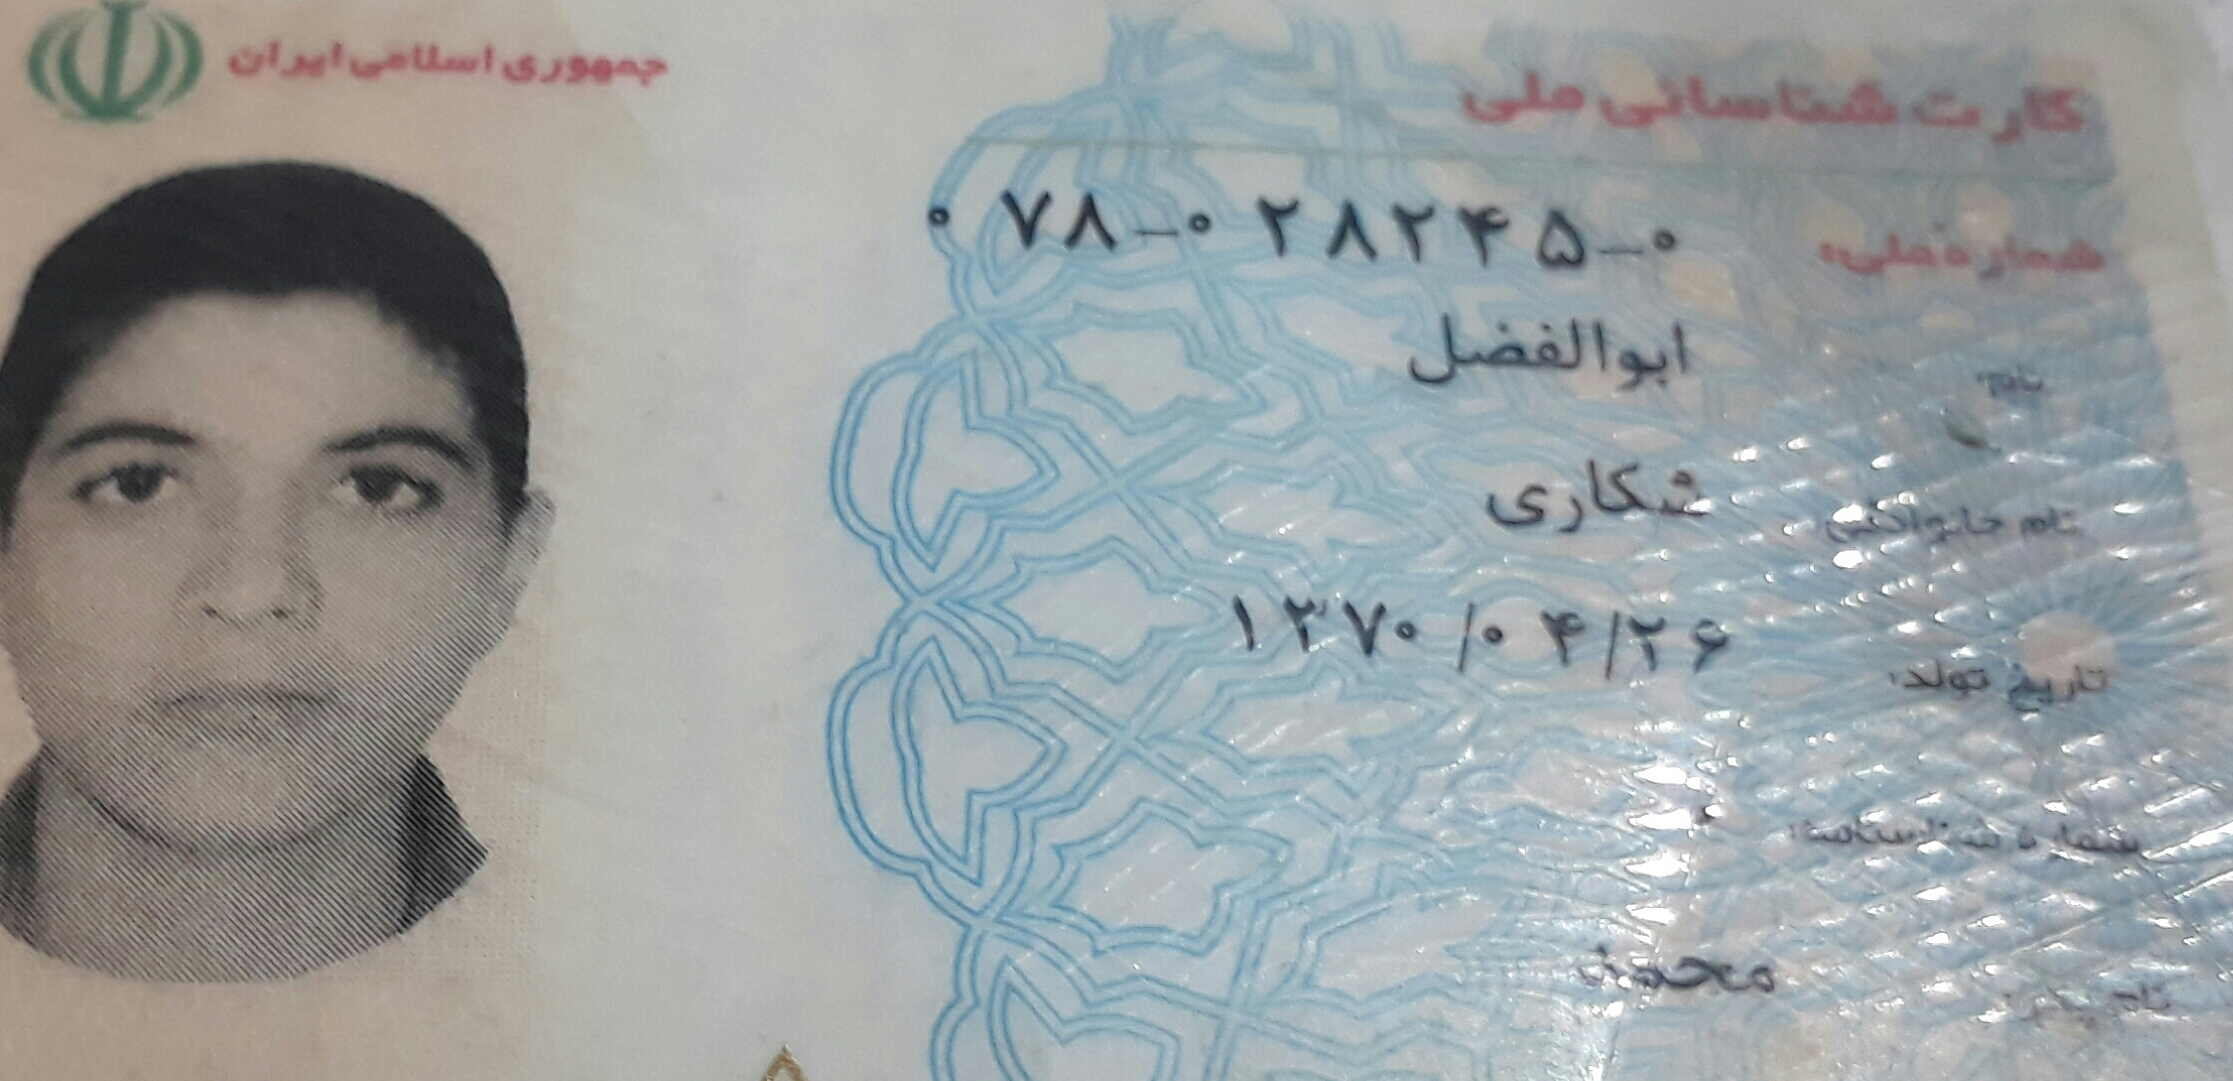 جمهوری اسلامی ایران
کارت شناسائی ملی
شماره ملی: ۰۷۸-۰۲۸۲۴۵-۰
نام: ابوالفضل
نام خانوادگی: شکاری
تاریخ تولد: ۱۳۷۰/۰۴/۲۶
شماره شناسنامه: ۰
نام پدر: محمد